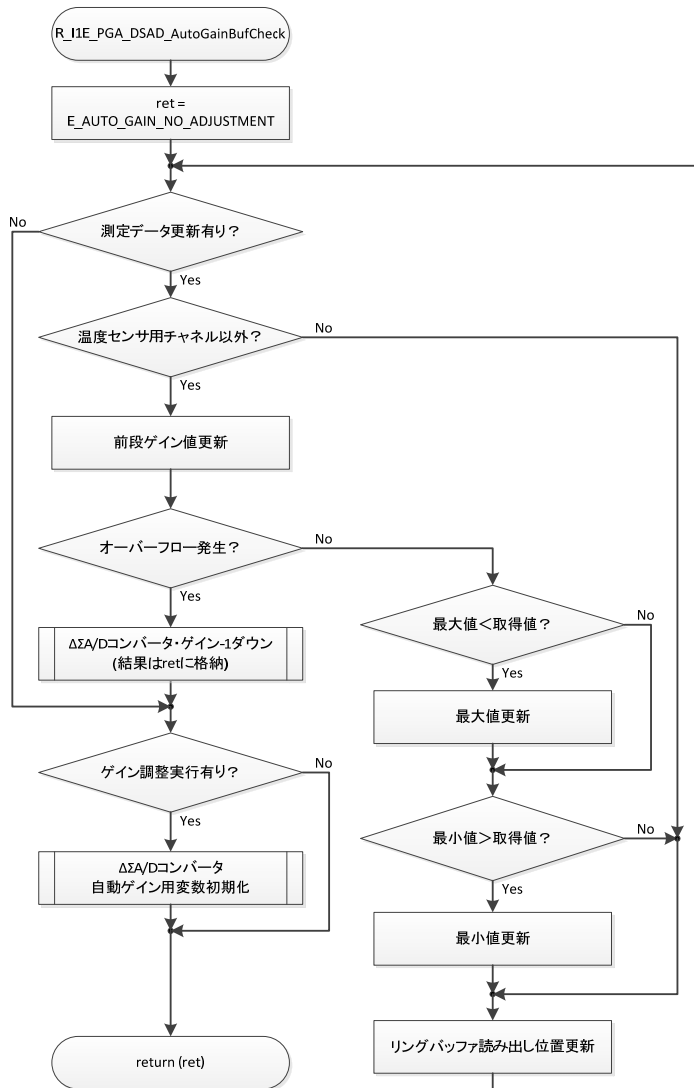 R_I1E_PGA_DSAD_AutoGainBufCheck
ret =
E_AUTO_GAIN_NO_ADJUSTMENT
測定データ更新有り？
No
Yes
温度センサ用チャネル以外？
No
Yes
前段ゲイン値更新
オーバーフロー発生？
No
Yes
ΔΣA/Dコンバータ・ゲイン-1ダウン
(結果はretに格納)
最大値＜取得値？
No
Yes
最大値更新
ゲイン調整実行有り？
No
Yes
最小値＞取得値？
No
Yes
ΔΣA/Dコンバータ
自動ゲイン用変数初期化
最小値更新
リングバッファ読み出し位置更新
return (ret)